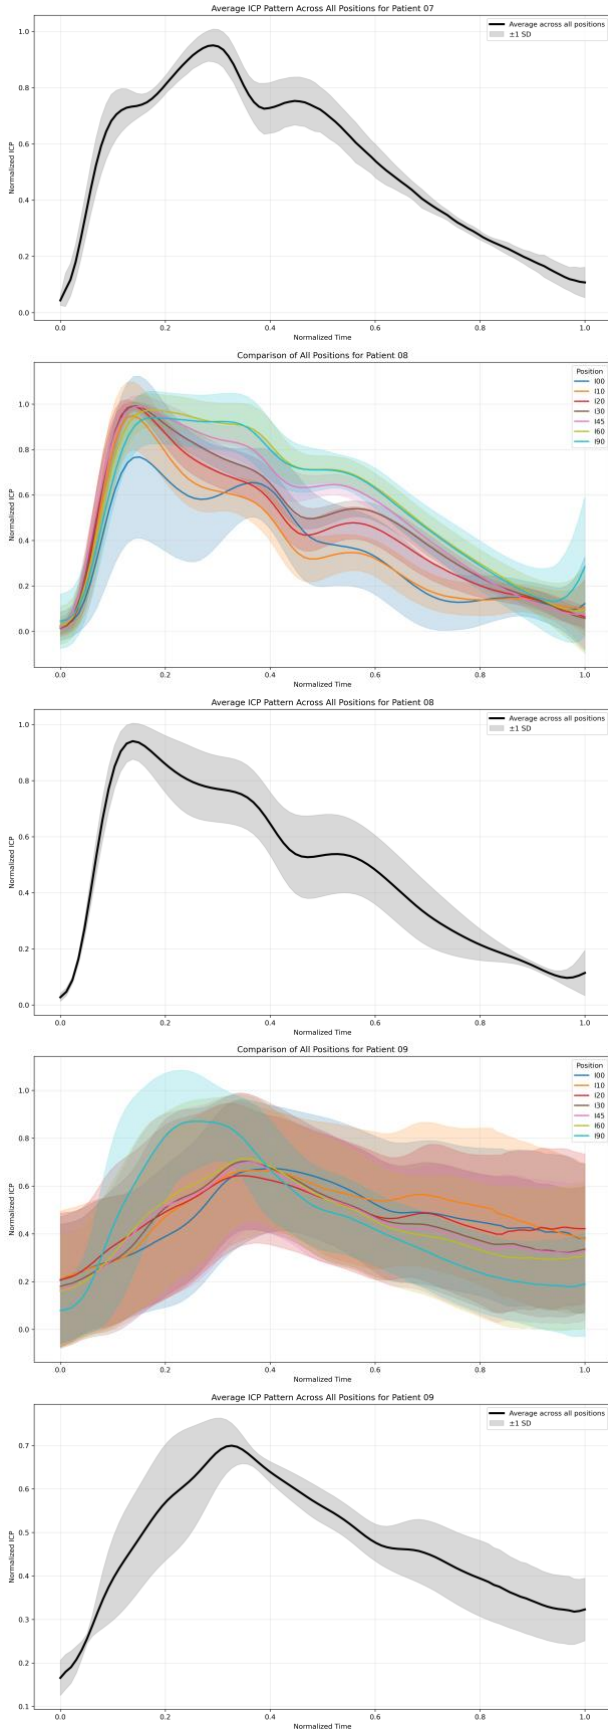 Average ICP Pattern Across All Positions for Patient 07
Average across all positions
±1 SD
Normalized ICP
1.0
0.8
0.6
0.4
0.2
0.0
0.0 0.2 0.4 0.6 0.8 1.0
Normalized Time
Comparison of All Positions for Patient 08
Position
I00
I10
I20
I30
I45
I60
I90
Normalized ICP
1.0
0.8
0.6
0.4
0.2
0.0
0.0 0.2 0.4 0.6 0.8 1.0
Normalized Time
Average ICP Pattern Across All Positions for Patient 08
Average across all positions
±1 SD
Normalized ICP
1.0
0.8
0.6
0.4
0.2
0.0
0.0 0.2 0.4 0.6 0.8 1.0
Normalized Time
Comparison of All Positions for Patient 09
Position
I00
I10
I20
I30
I45
I60
I90
Normalized ICP
1.0
0.8
0.6
0.4
0.2
0.0
0.0 0.2 0.4 0.6 0.8 1.0
Normalized Time
Average ICP Pattern Across All Positions for Patient 09
Average across all positions
±1 SD
Normalized ICP
0.7
0.6
0.5
0.4
0.3
0.2
0.1
0.0 0.2 0.4 0.6 0.8 1.0
Normalized Time